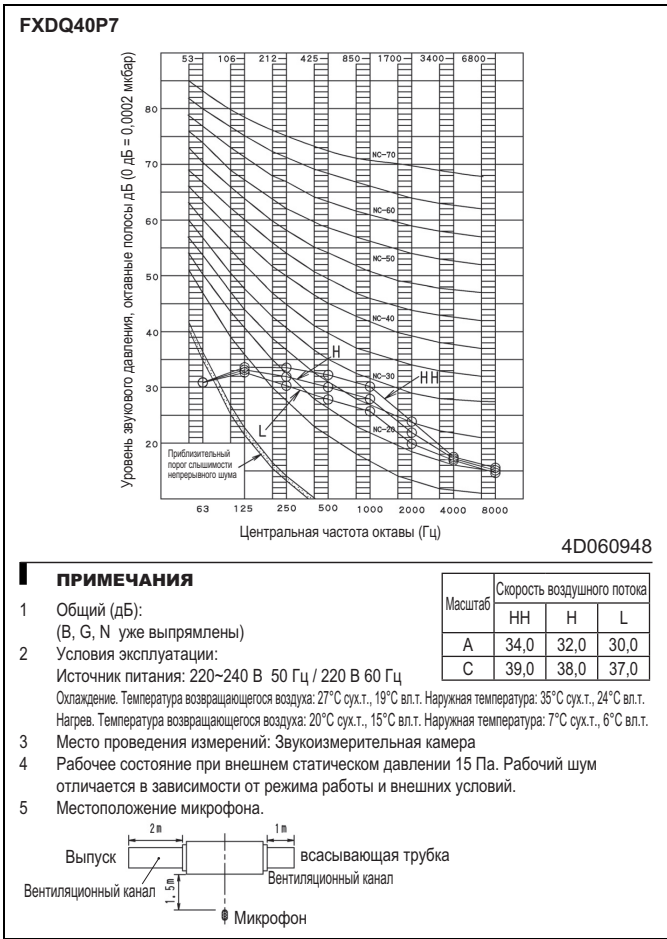 FXDQ40P7
Уровень звукового давления, октавные полосы дБ (0 дБ = 0,0002 мкбар)
53 106 212 425 850 1700 3400 6800
80
70
60
50
40
30
20
NC-70
NC-60
NC-50
NC-40
NC-30
NC-20
H
HH
L
Приблизительный
порог слышимости
непрерывного шума
63 125 250 500 1000 2000 4000 8000
Центральная частота октавы (Гц)
4D060948
ПРИМЕЧАНИЯ
1 Общий (дБ):
(B, G, N уже выпрямлены)
Масштаб Скорость воздушного потока
HH H L
A 34,0 32,0 30,0
C 39,0 38,0 37,0
2 Условия эксплуатации:
Источник питания: 220~240 В 50 Гц / 220 В 60 Гц
Охлаждение. Температура возвращающегося воздуха: 27°C сух.т., 19°C вл.т. Наружная температура: 35°C сух.т., 24°C вл.т.
Нагрев. Температура возвращающегося воздуха: 20°C сух.т., 15°C вл.т. Наружная температура: 7°C сух.т., 6°C вл.т.
3 Место проведения измерений: Звукоизмерительная камера
4 Рабочее состояние при внешнем статическом давлении 15 Па. Рабочий шум
отличается в зависимости от режима работы и внешних условий.
5 Местоположение микрофона.
2m 1m
Выпуск всасывающая трубка
Вентиляционный канал Вентиляционный канал
1,5m
Микрофон